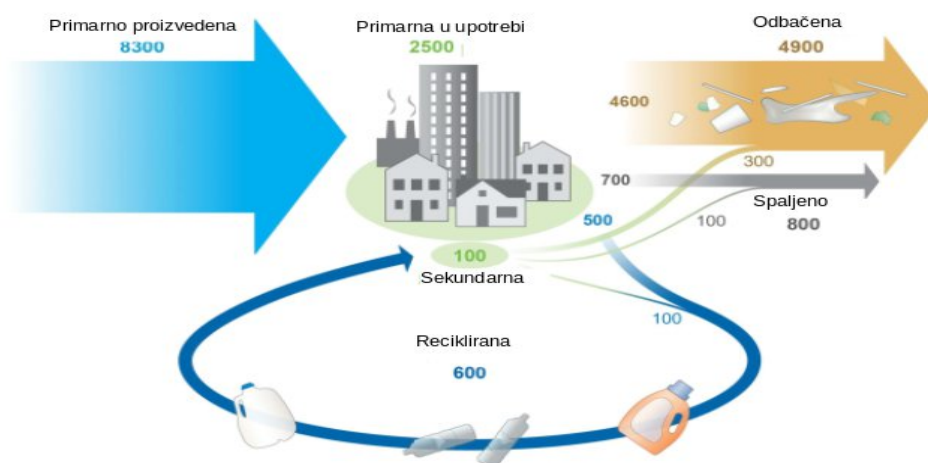 Primarno proizvedena
8300
Primarna u upotrebi
2500
Odbačena
4900
4600
300
700
Spaljeno
800
500
100
100
Sekundarna
100
Reciklirana
600